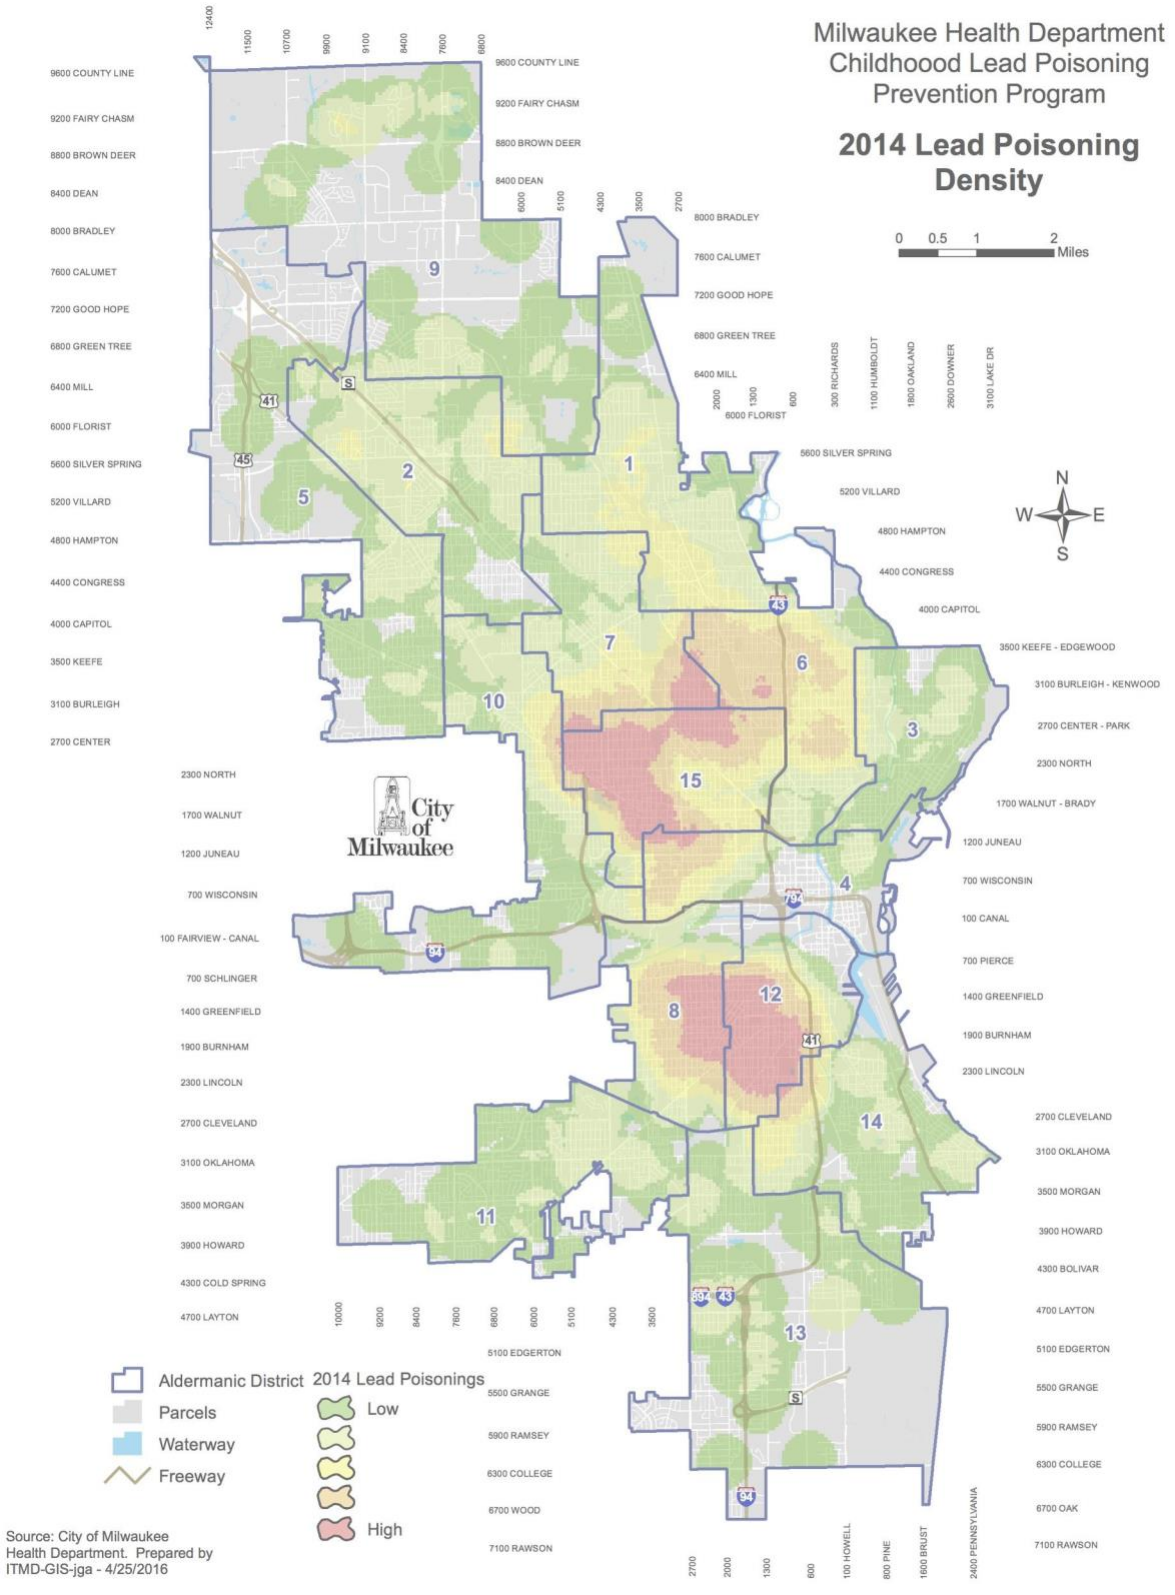 Milwaukee Health Department
Childhoood Lead Poisoning
Prevention Program
2014 Lead Poisoning
Density
0 0.5 1 2
Miles
N
W E
S
12400
11500
10700
9900
9100
8400
7600
6800
9600 COUNTY LINE
9200 FAIRY CHASM
8800 BROWN DEER
8400 DEAN
8000 BRADLEY
7600 CALUMET
7200 GOOD HOPE
6800 GREEN TREE
6400 MILL
6000 FLORIST
5600 SILVER SPRING
5200 VILLARD
4800 HAMPTON
4400 CONGRESS
4000 CAPITOL
3500 KEEFE
3100 BURLEIGH
2700 CENTER
2300 NORTH
1700 WALNUT
1200 JUNEAU
700 WISCONSIN
100 FAIRVIEW - CANAL
700 SCHLINGER
1400 GREENFIELD
1900 BURNHAM
2300 LINCOLN
2700 CLEVELAND
3100 OKLAHOMA
3500 MORGAN
3900 HOWARD
4300 COLD SPRING
4700 LAYTON
9600 COUNTY LINE
9200 FAIRY CHASM
8800 BROWN DEER
8400 DEAN
6000
5100
4300
3500
2700
8000 BRADLEY
7600 CALUMET
7200 GOOD HOPE
6800 GREEN TREE
6400 MILL
2000
1300
600
6000 FLORIST
300 RICHARDS
1100 HUMBOLDT
1800 OAKLAND
2600 DOWNER
3100 LAKE DR
5600 SILVER SPRING
5200 VILLARD
4800 HAMPTON
4400 CONGRESS
4000 CAPITOL
3500 KEEFE - EDGEWOOD
3100 BURLEIGH - KENWOOD
2700 CENTER - PARK
2300 NORTH
1700 WALNUT - BRADY
1200 JUNEAU
700 WISCONSIN
100 CANAL
700 PIERCE
1400 GREENFIELD
1900 BURNHAM
2300 LINCOLN
2700 CLEVELAND
3100 OKLAHOMA
3500 MORGAN
3900 HOWARD
4300 BOLIVAR
4700 LAYTON
5100 EDGERTON
5500 GRANGE
5900 RAMSEY
6300 COLLEGE
6700 OAK
7100 RAWSON
9
S
41
45
2
1
5
43
7
6
10
3
15
4
794
94
8
12
41
14
11
894
43
13
S
94
City
of
Milwaukee
10000
9200
8400
7600
6800
6000
5100
4300
3500
5100 EDGERTON
5500 GRANGE
5900 RAMSEY
6300 COLLEGE
6700 WOOD
7100 RAWSON
2700
2000
1300
600
100 HOWELL
800 PINE
1600 BRUST
2400 PENNSYLVANIA
Aldermanic District
Parcels
Waterway
Freeway
2014 Lead Poisonings
Low
High
Source: City of Milwaukee
Health Department. Prepared by
ITMD-GIS-jga - 4/25/2016